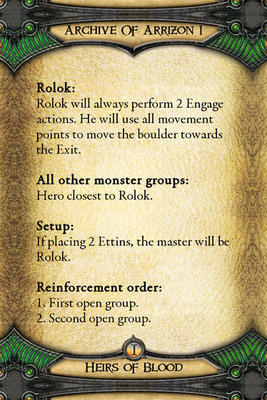 Archive Of Arrizon I
Rolok:
Rolok will always perform 2 Engage
actions. He will use all movement
points to move the boulder towards
the Exit.
All other monster groups:
Hero closest to Rolok.
Setup:
If placing 2 Ettins, the master will be
Rolok.
Reinforcement order:
1. First open group.
2. Second open group.
1
Heirs of Blood